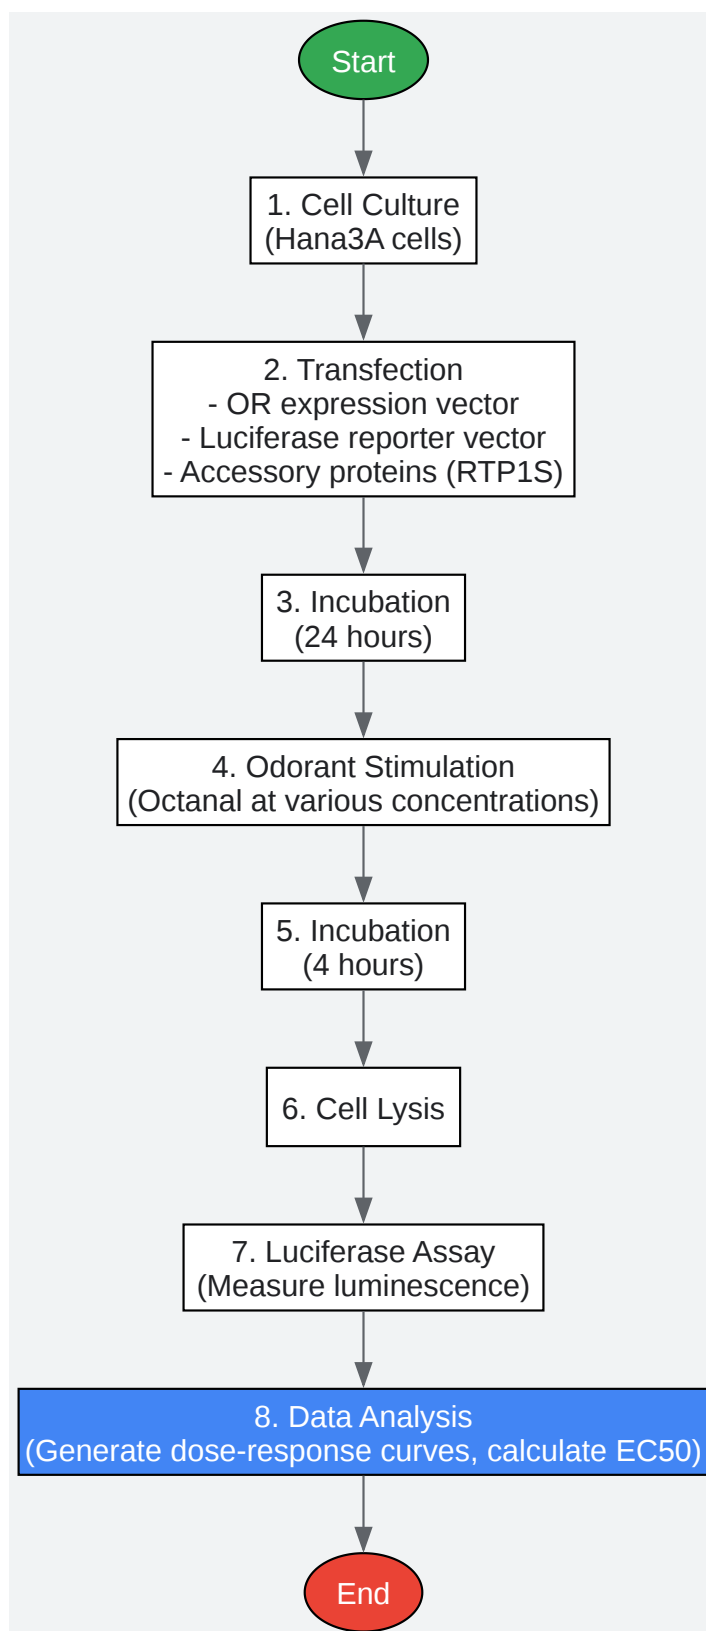 Start
1. Cell Culture
(Hana3A cells)
2. Transfection
- OR expression vector
- Luciferase reporter vector
- Accessory proteins (RTP1S)
3. Incubation
(24 hours)
4. Odorant Stimulation
(Octanal at various concentrations)
5. Incubation
(4 hours)
6. Cell Lysis
7. Luciferase Assay
(Measure luminescence)
8. Data Analysis
(Generate dose-response curves, calculate EC50)
End